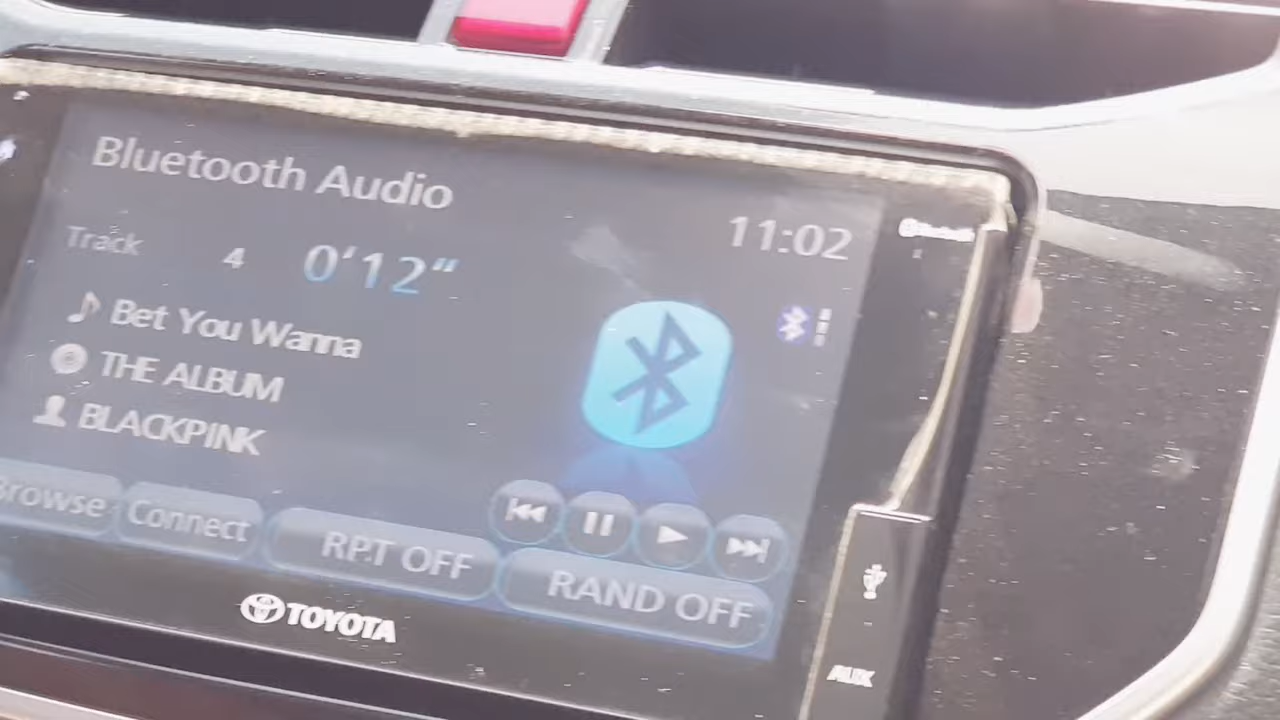 Bluetooth Audio
11:02
Bluetooth
Track 4 0'12"
Bet You Wanna
THE ALBUM
BLACKPINK
Browse Connect RPT OFF RAND OFF
TOYOTA
AUX